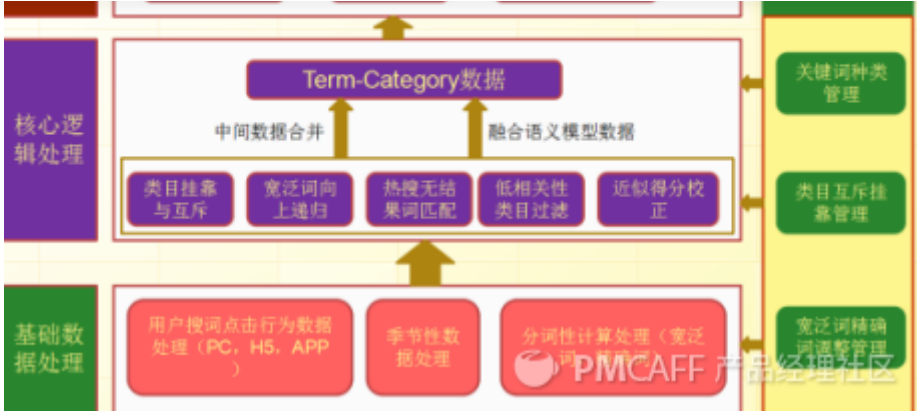 核心逻
辑处理
Term-Category数据
中间数据合并
融合语义模型数据
类目挂靠
与互斥
宽泛词向
上递归
热搜无结
果词匹配
低相关性
类目过滤
近似得分校
正
关键词种类
管理
类目互斥挂
靠管理
基础数
据处理
用户搜词点击行为数据
处理（PC，H5，APP
）
季节性数
据处理
分词性计算处理（宽泛
词
宽泛词精确
词调整管理
PMCAFF 产品经理社区